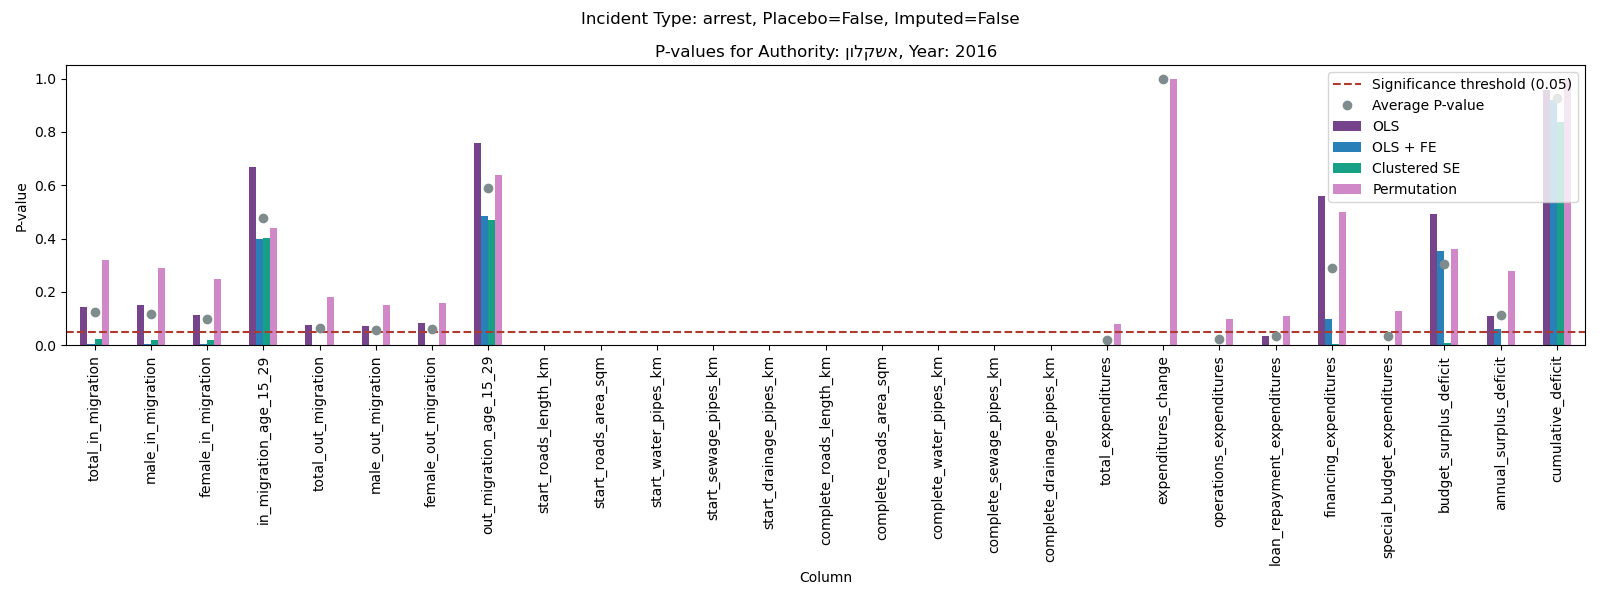 Incident Type: arrest, Placebo=False, Imputed=False
P-values for Authority: אשקלון, Year: 2016
Significance threshold (0.05)
Average P-value
OLS
OLS + FE
Clustered SE
Permutation
P-value
1.0
0.8
0.6
0.4
0.2
0.0
total_in_migration
male_in_migration
female_in_migration
in_migration_age_15_29
total_out_migration
male_out_migration
female_out_migration
out_migration_age_15_29
start_roads_length_km
start_roads_area_sqm
start_water_pipes_km
start_sewage_pipes_km
start_drainage_pipes_km
complete_roads_length_km
complete_roads_area_sqm
complete_water_pipes_km
complete_sewage_pipes_km
complete_drainage_pipes_km
total_expenditures
expenditures_change
operations_expenditures
loan_repayment_expenditures
financing_expenditures
special_budget_expenditures
budget_surplus_deficit
annual_surplus_deficit
cumulative_deficit
Column